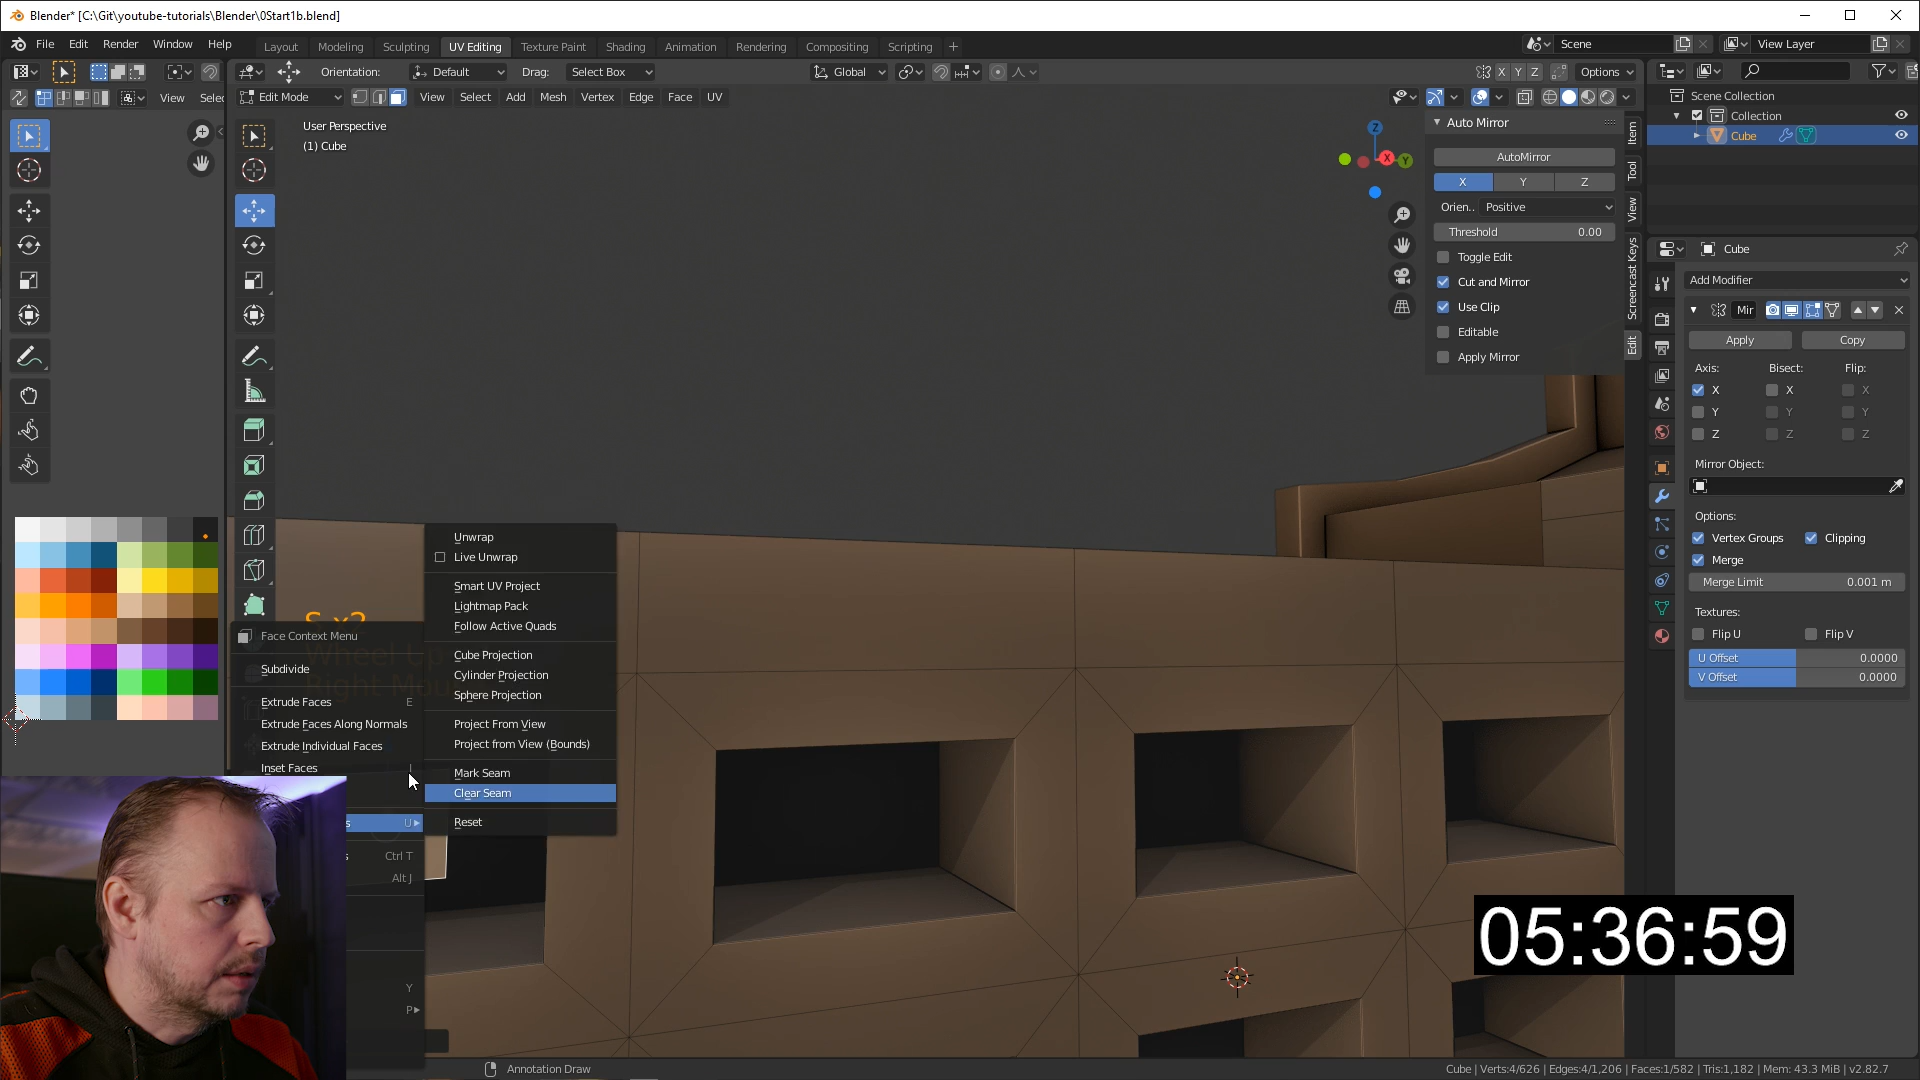 Blender* [C:\Git\youtube-tutorials\Blender\0Start1b.blend]
File Edit Render Window Help
Layout Modeling Sculpting UV Editing Texture Paint Shading Animation Rendering Compositing Scripting +
Scene
View Layer
Orientation: Default Drag: Select Box
Global
X Y Z
Options
View Selec
Edit Mode
View Select Add Mesh Vertex Edge Face UV
User Perspective
(1) Cube
Z
X
Y
Auto Mirror
AutoMirror
X Y Z
Orien.. Positive
Threshold 0.00
Toggle Edit
Cut and Mirror
Use Clip
Editable
Apply Mirror
Item
Tool
View
Screencast Keys
Edit
Scene Collection
Collection
Cube
Cube
Add Modifier
Mir
Apply Copy
Axis: Bisect: Flip:
X X X
Y Y Y
Z Z Z
Mirror Object:
Options:
Vertex Groups Clipping
Merge
Merge Limit 0.001 m
Textures:
Flip U Flip V
U Offset 0.0000
V Offset 0.0000
Face Context Menu
Subdivide
Extrude Faces E
Extrude Faces Along Normals
Extrude Individual Faces
Inset Faces I
U
Ctrl T
Alt J
Y
P
Unwrap
Live Unwrap
Smart UV Project
Lightmap Pack
Follow Active Quads
Cube Projection
Cylinder Projection
Sphere Projection
Project From View
Project from View (Bounds)
Mark Seam
Clear Seam
Reset
05:36:59
Annotation Draw
Cube | Verts:4/626 | Edges:4/1,206 | Faces:1/582 | Tris:1,182 | Mem: 43.3 MiB | v2.82.7